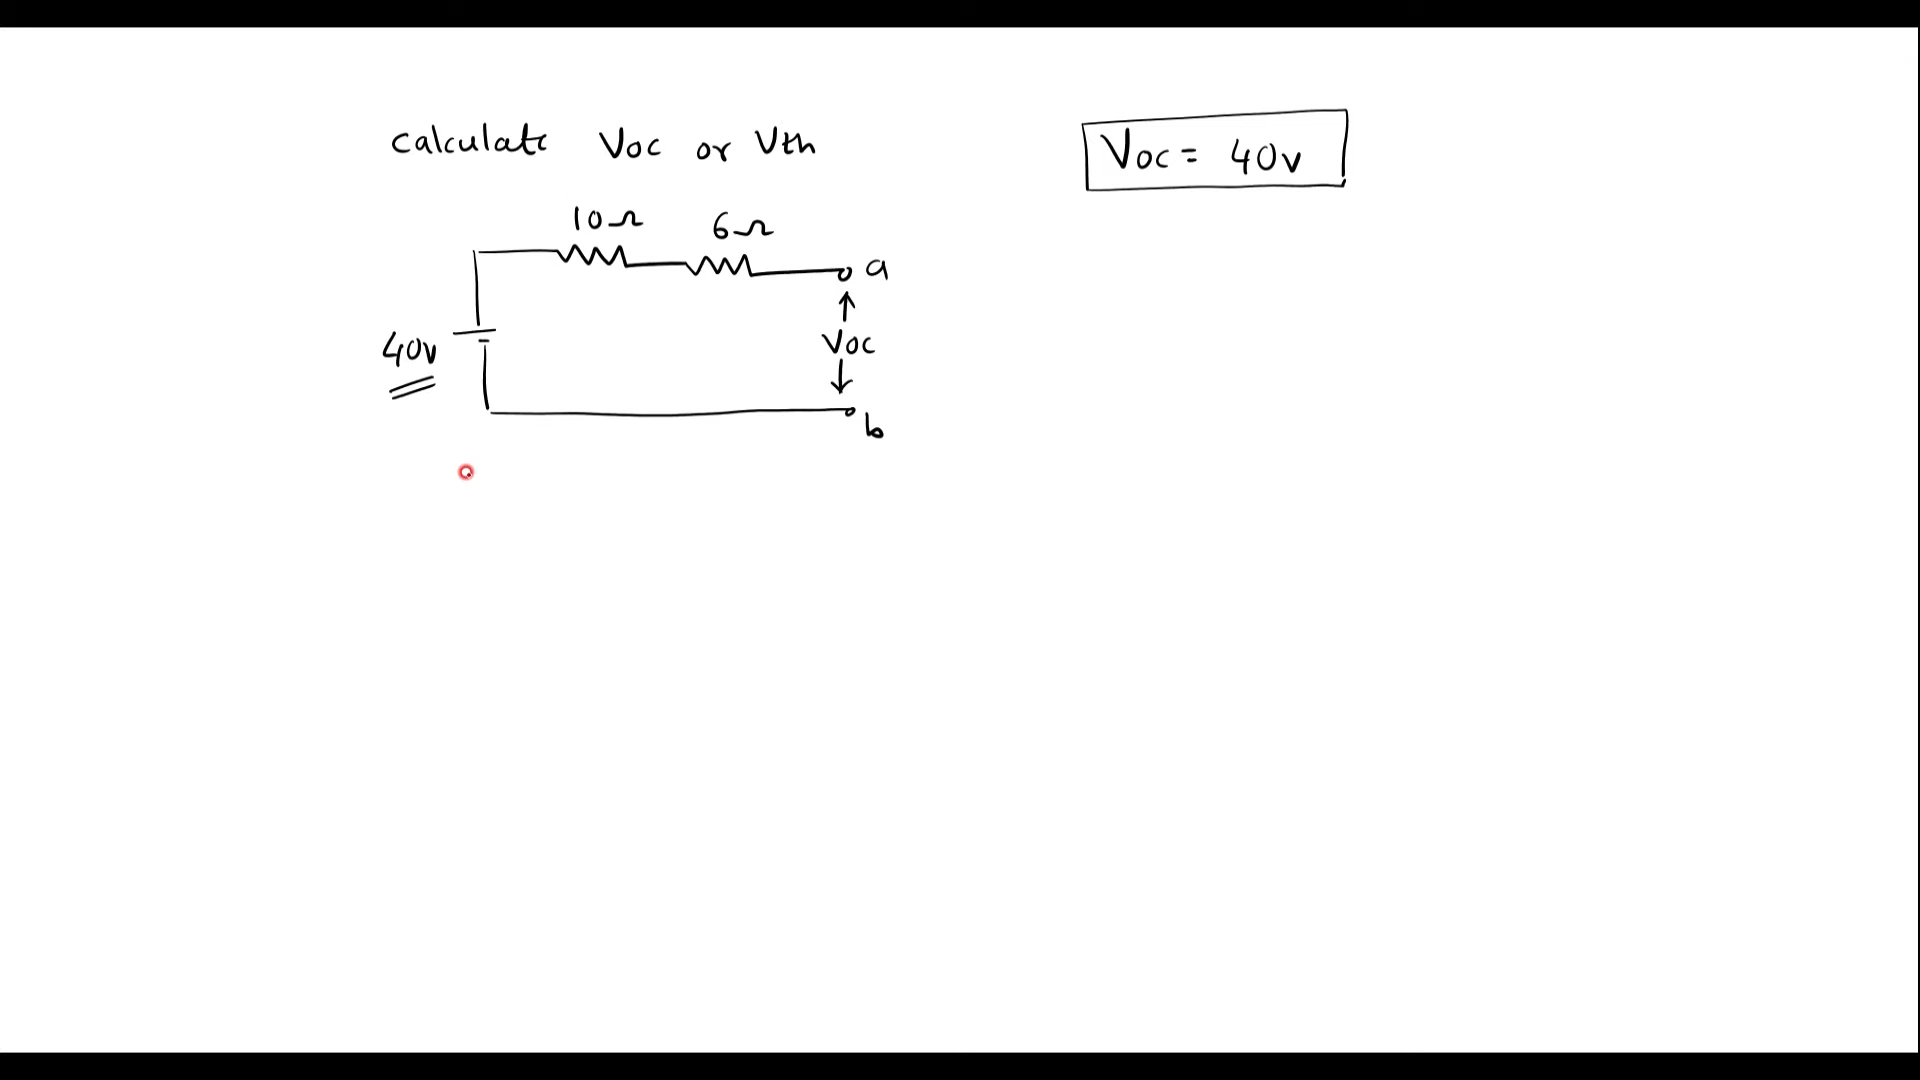 calculate Voc or Vth
Voc = 40v
10Ω 6Ω
a
40v
Voc
b